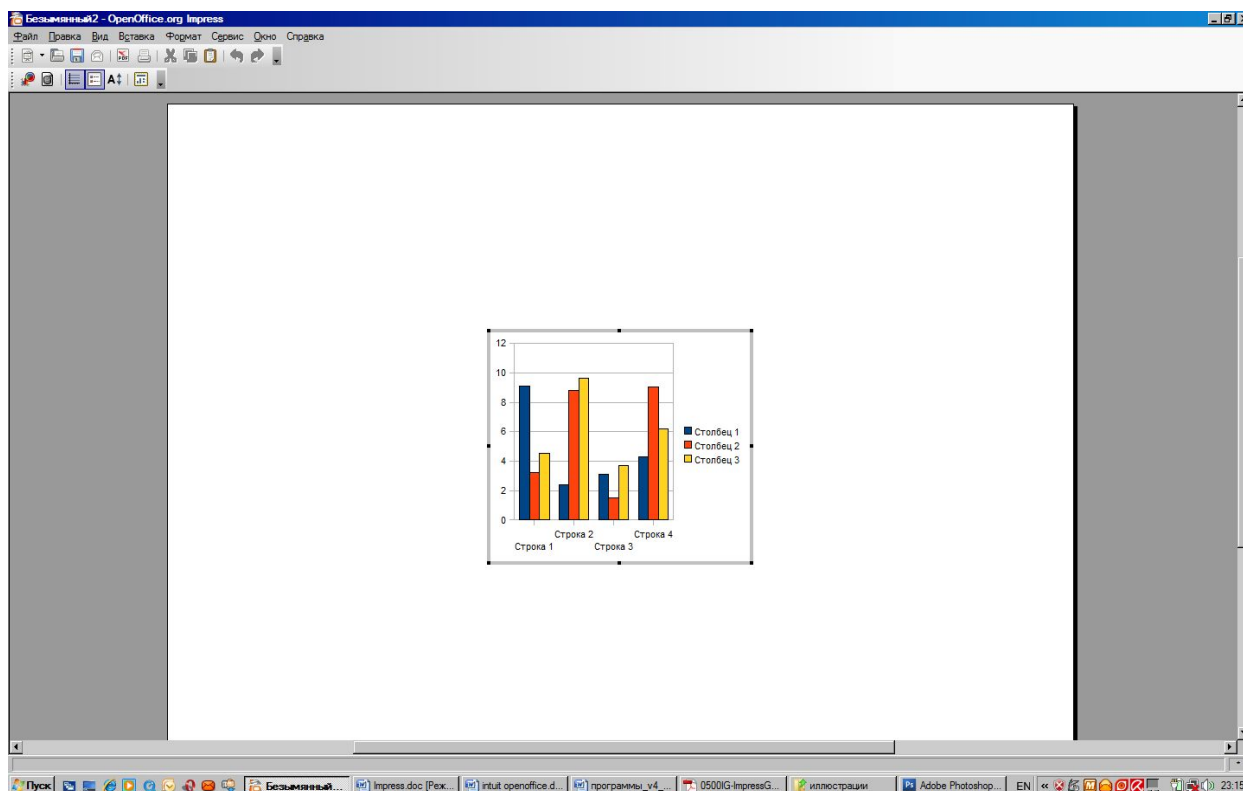 Безымянный2 - OpenOffice.org Impress
Файл Правка Вид Вставка Формат Сервис Окно Справка
12
10
8
6
4
2
0
Столбец 1
Столбец 2
Столбец 3
Строка 2 Строка 4
Строка 1 Строка 3
Пуск Безымянный... Impress.doc [Реж... intuit openoffice.d... программы_v4_... 0500IG-ImpressG... иллюстрации Adobe Photoshop... EN « 23:15